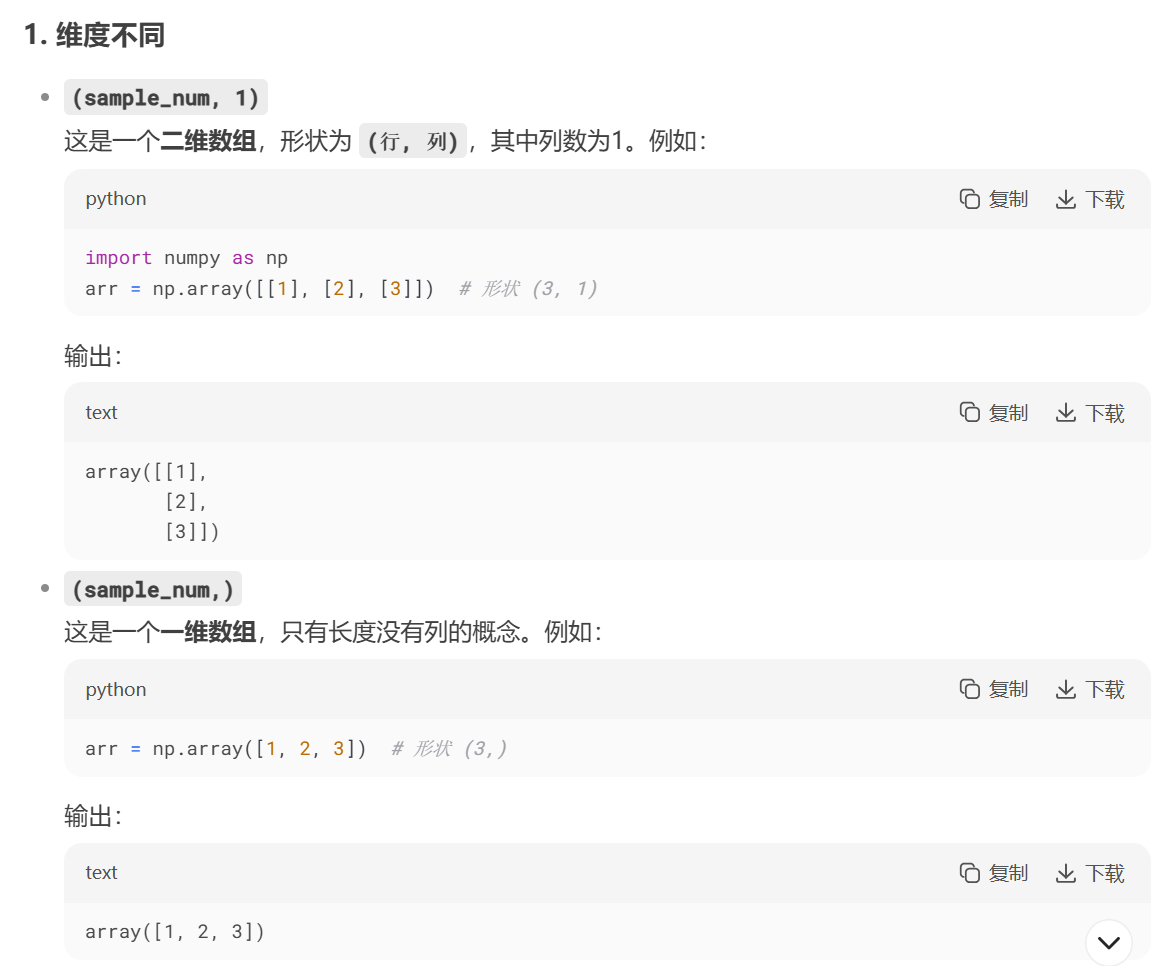 1. 维度不同
(sample_num, 1)
这是一个二维数组，形状为 (行, 列)，其中列数为1。例如：
python 复制 下载
import numpy as np
arr = np.array([[1], [2], [3]])  # 形状 (3, 1)
输出：
text 复制 下载
array([[1],
       [2],
       [3]])
(sample_num,)
这是一个一维数组，只有长度没有列的概念。例如：
python 复制 下载
arr = np.array([1, 2, 3])  # 形状 (3,)
输出：
text 复制 下载
array([1, 2, 3])